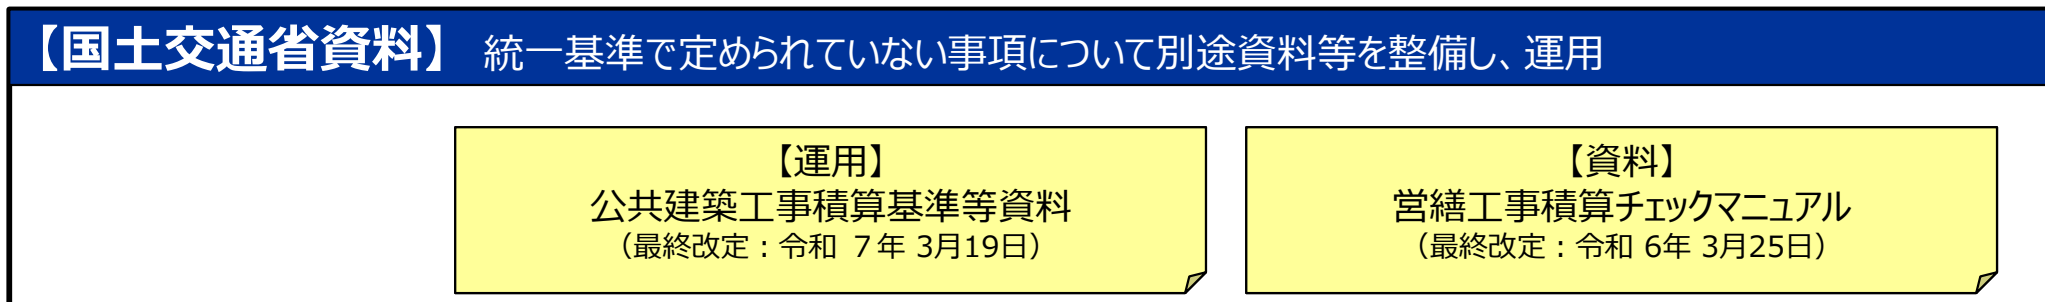 【国土交通省資料】 統一基準で定められていない事項について別途資料等を整備し、運用
【運用】
公共建築工事積算基準等資料
（最終改定：令和 ７年 3月19日）
【資料】
営繕工事積算チェックマニュアル
（最終改定：令和 6年 3月25日）